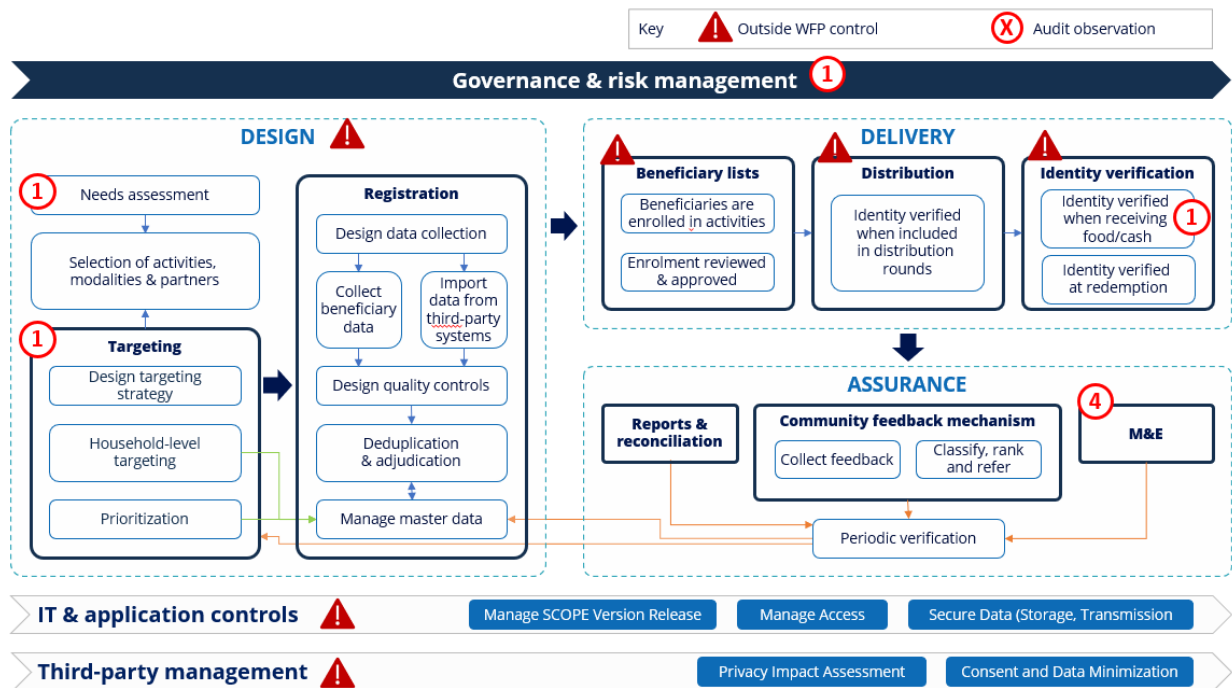 Key
Outside WFP control
X
Audit observation
Governance & risk management
1
DESIGN
1
Needs assessment
Selection of activities,
modalities & partners
1
Targeting
Design targeting
strategy
Household-level
targeting
Prioritization
Registration
Design data collection
Collect
beneficiary
data
Import
data from
third-party
systems
Design quality controls
Deduplication
& adjudication
Manage master data
DELIVERY
Beneficiary lists
Beneficiaries are
enrolled in activities
Enrolment reviewed
& approved
Distribution
Identity verified
when included
in distribution
rounds
Identity verification
Identity verified
when receiving
food/cash
1
Identity verified
at redemption
ASSURANCE
Reports &
reconciliation
Community feedback mechanism
Collect feedback
Classify, rank
and refer
4
M&E
Periodic verification
IT & application controls
Manage SCOPE Version Release
Manage Access
Secure Data (Storage, Transmission
Third-party management
Privacy Impact Assessment
Consent and Data Minimization